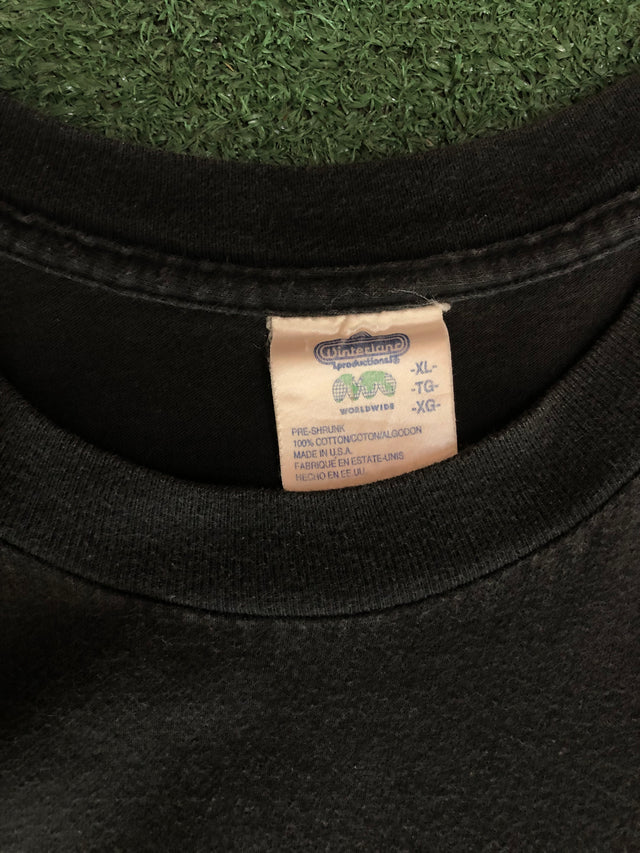 Winterland
Productions®
WORLDWIDE
-XL-
-TG-
-XG-
PRE-SHRUNK
100% COTTON/COTON/ALGODON
MADE IN U.S.A.
FABRIQUE EN ESTATE-UNIS
HECHO EN EE.UU.